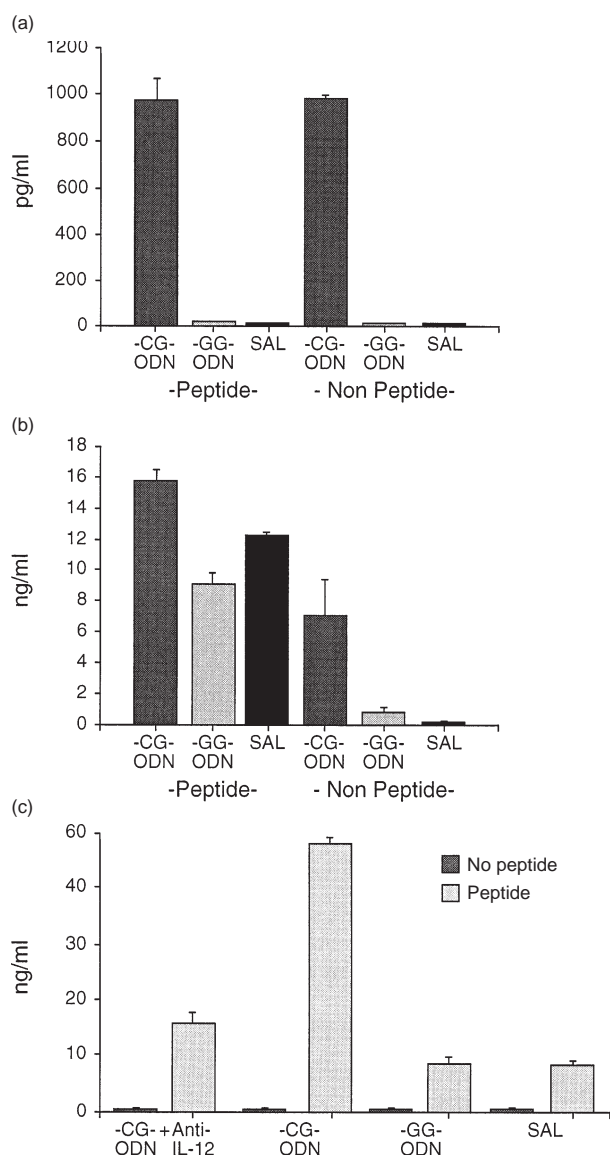 (a)
1200
1000
800
600
400
200
0
pg/ml
-CG- -GG- SAL -CG- -GG- SAL
ODN ODN ODN ODN
-Peptide- - Non Peptide-
(b)
18
16
14
12
10
8
6
4
2
0
ng/ml
-CG- -GG- SAL -CG- -GG- SAL
ODN ODN ODN ODN
-Peptide- - Non Peptide-
(c)
60
40
20
10
0
ng/ml
No peptide
Peptide
-CG- +Anti- -CG- -GG- SAL
ODN IL-12 ODN ODN